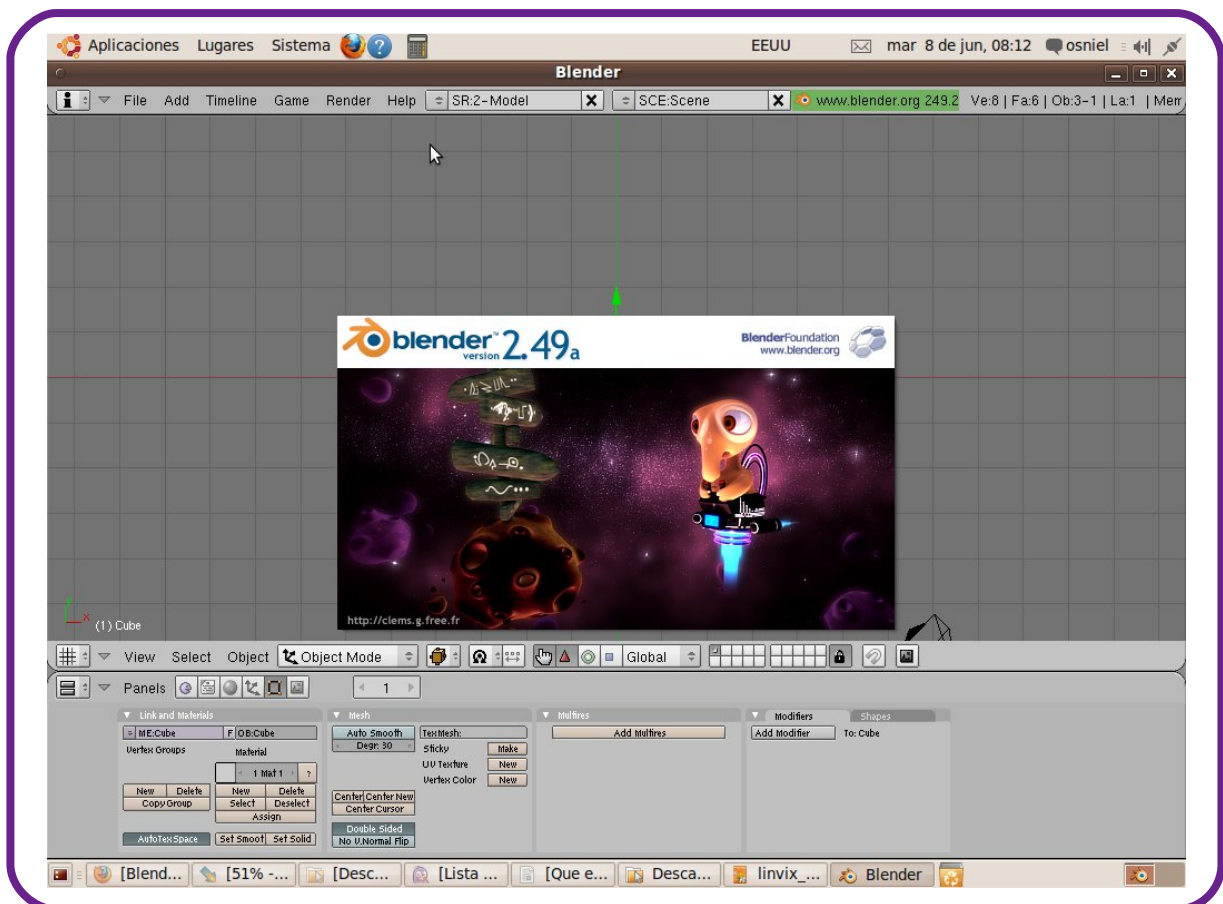 Aplicaciones Lugares Sistema EEUU mar 8 de jun, 08:12 osniel
Blender
File Add Timeline Game Render Help SR:2-Model X SCE:Scene X www.blender.org 249.2 Ve:8 | Fa:6 | Ob:3-1 | La:1 | Mem
blender™ version 2.49a
BlenderFoundation
www.blender.org
http://clems.g.free.fr
(1) Cube
View Select Object Object Mode Global
Panels 1
Link and Materials Mesh Multires Modifiers Shapes
ME:Cube F OB:Cube Auto Smooth TexMesh: Add Multires Add Modifier To: Cube
Vertex Groups Material Degr: 30 Sticky Make
UV Texture New
1 Mat 1 ? Vertex Color New
New Delete New Delete Center Center New
Copy Group Select Deselect Center Cursor
Assign
Double Sided
AutoTexSpace Set Smoot Set Solid No V.Normal Flip
[Blend... [51% -... [Desc... [Lista ... [Que e... Desca... linvix_... Blender